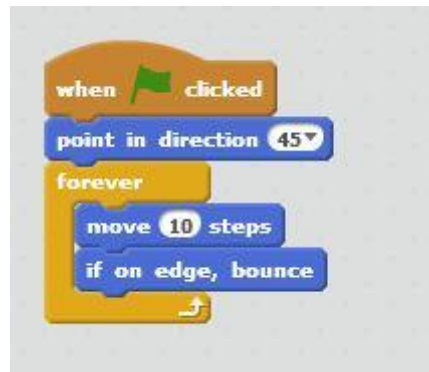 when clicked
point in direction 45
forever
move 10 steps
if on edge, bounce